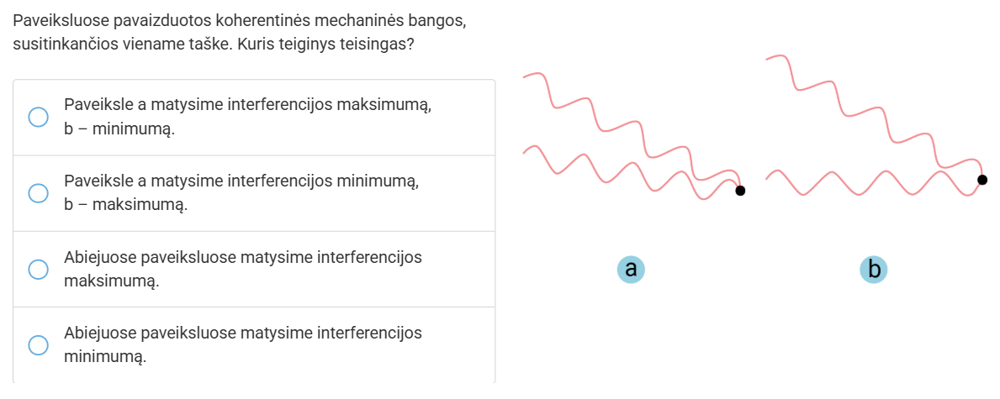 Paveiksluose pavaizduotos koherentinės mechaninės bangos,
susitinkančios viename taške. Kuris teiginys teisingas?
Paveiksle a matysime interferencijos maksimumą,
b – minimumą.
Paveiksle a matysime interferencijos minimumą,
b – maksimumą.
Abiejuose paveiksluose matysime interferencijos
maksimumą.
Abiejuose paveiksluose matysime interferencijos
minimumą.
a
b